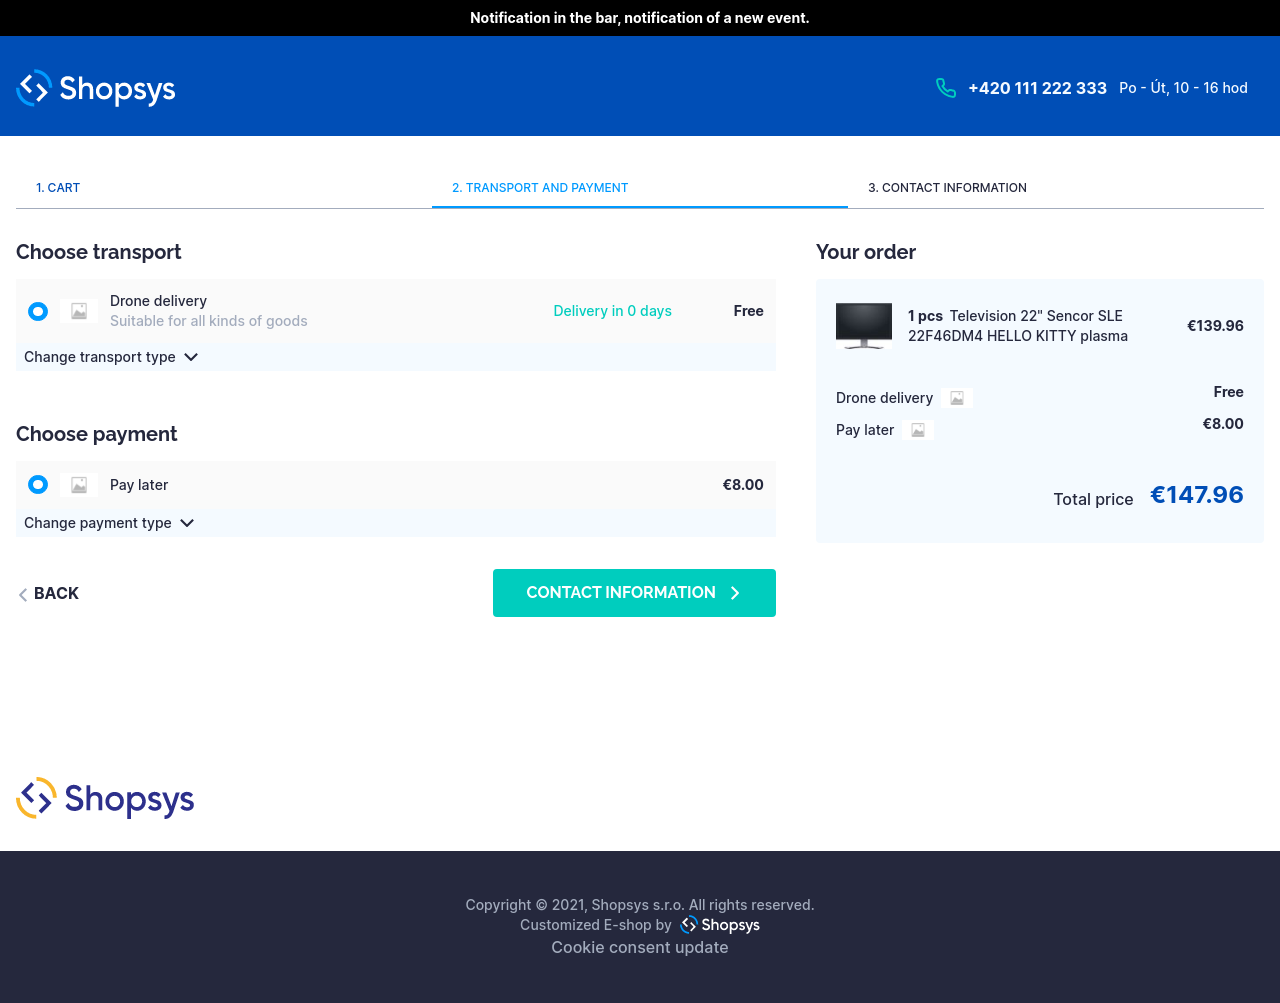 Notification in the bar, notification of a new event.
Shopsys
+420 111 222 333 Po - Út, 10 - 16 hod
1. CART
2. TRANSPORT AND PAYMENT
3. CONTACT INFORMATION
Choose transport
Drone delivery
Suitable for all kinds of goods
Delivery in 0 days
Free
Change transport type
Choose payment
Pay later
€8.00
Change payment type
BACK
CONTACT INFORMATION
Your order
1 pcs Television 22" Sencor SLE
22F46DM4 HELLO KITTY plasma
€139.96
Drone delivery
Free
Pay later
€8.00
Total price €147.96
Shopsys
Copyright © 2021, Shopsys s.r.o. All rights reserved.
Customized E-shop by Shopsys
Cookie consent update